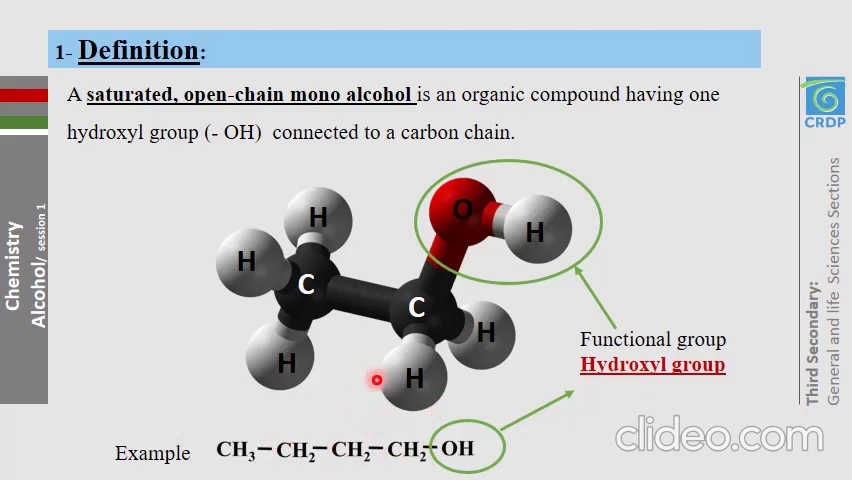 1- Definition:
A saturated, open-chain mono alcohol is an organic compound having one
hydroxyl group (- OH) connected to a carbon chain.
CRDP
Chemistry
Alcohol/ session 1
Third Secondary:
General and life Sciences Sections
H
O
H
H
C
C
H
H
H
Functional group
Hydroxyl group
Example CH₃–CH₂–CH₂–CH₂–OH
clideo.com